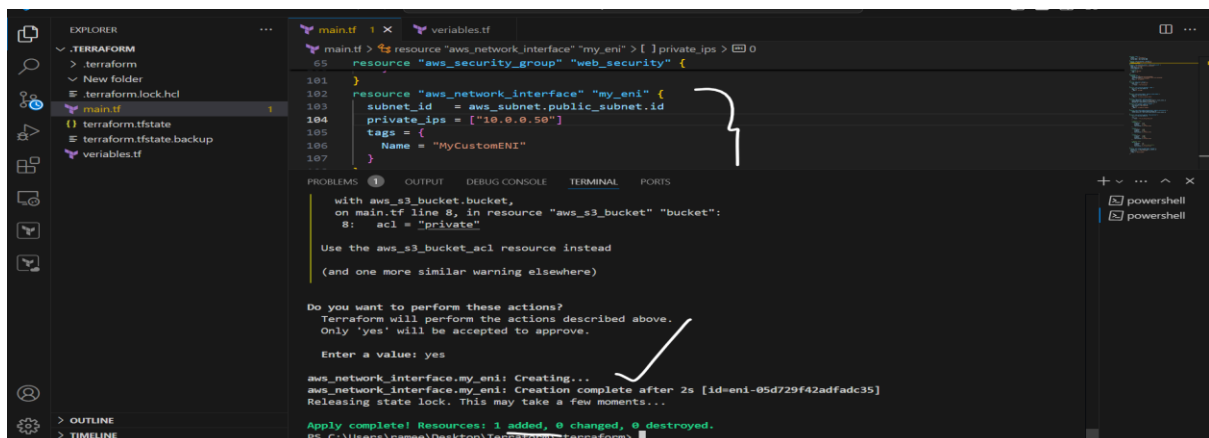 EXPLORER
.TERRAFORM
.terraform
New folder
.terraform.lock.hcl
main.tf 1
terraform.tfstate
terraform.tfstate.backup
veriables.tf
OUTLINE
TIMELINE
main.tf 1
veriables.tf
main.tf > resource "aws_network_interface" "my_eni" > [ ] private_ips > 0
65 resource "aws_security_group" "web_security" {
101 }
102 resource "aws_network_interface" "my_eni" {
103 subnet_id = aws_subnet.public_subnet.id
104 private_ips = ["10.0.0.50"]
105 tags = {
106 Name = "MyCustomENI"
107 }
PROBLEMS 1 OUTPUT DEBUG CONSOLE TERMINAL PORTS
with aws_s3_bucket.bucket,
on main.tf line 8, in resource "aws_s3_bucket" "bucket":
8: acl = "private"
Use the aws_s3_bucket_acl resource instead
(and one more similar warning elsewhere)
Do you want to perform these actions?
Terraform will perform the actions described above.
Only 'yes' will be accepted to approve.
Enter a value: yes
aws_network_interface.my_eni: Creating...
aws_network_interface.my_eni: Creation complete after 2s [id=eni-05d729f42adfadc35]
Releasing state lock. This may take a few moments...
Apply complete! Resources: 1 added, 0 changed, 0 destroyed.
powershell
powershell